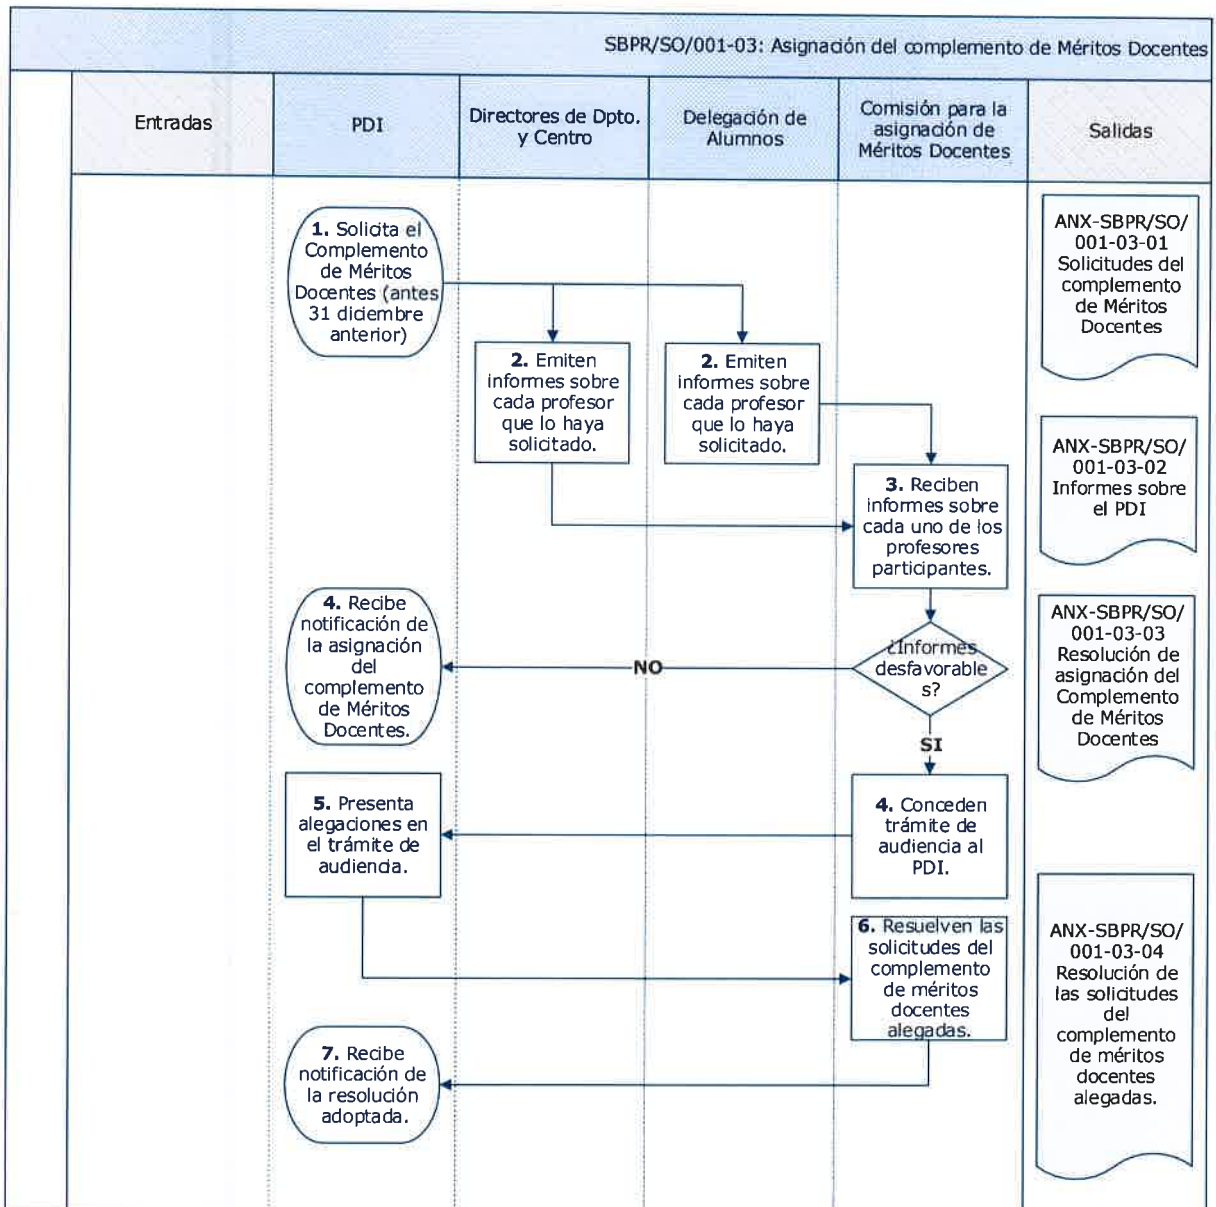 SBPR/SO/001-03: Asignación del complemento de Méritos Docentes
Entradas
PDI
Directores de Dpto.
y Centro
Delegación de
Alumnos
Comisión para la
asignación de
Méritos Docentes
Salidas
1. Solicita el
Complemento
de Méritos
Docentes (antes
31 diciembre
anterior)
2. Emiten
informes sobre
cada profesor
que lo haya
solicitado.
2. Emiten
informes sobre
cada profesor
que lo haya
solicitado.
3. Reciben
informes sobre
cada uno de los
profesores
participantes.
¿Informes
desfavorable
s?
NO
SI
4. Recibe
notificación de
la asignación
del
complemento
de Méritos
Docentes.
4. Conceden
trámite de
audiencia al
PDI.
5. Presenta
alegaciones en
el trámite de
audiencia.
6. Resuelven las
solicitudes del
complemento
de méritos
docentes
alegadas.
7. Recibe
notificación de
la resolución
adoptada.
ANX-SBPR/SO/
001-03-01
Solicitudes del
complemento
de Méritos
Docentes
ANX-SBPR/SO/
001-03-02
Informes sobre
el PDI
ANX-SBPR/SO/
001-03-03
Resolución de
asignación del
Complemento
de Méritos
Docentes
ANX-SBPR/SO/
001-03-04
Resolución de
las solicitudes
del
complemento
de méritos
docentes
alegadas.